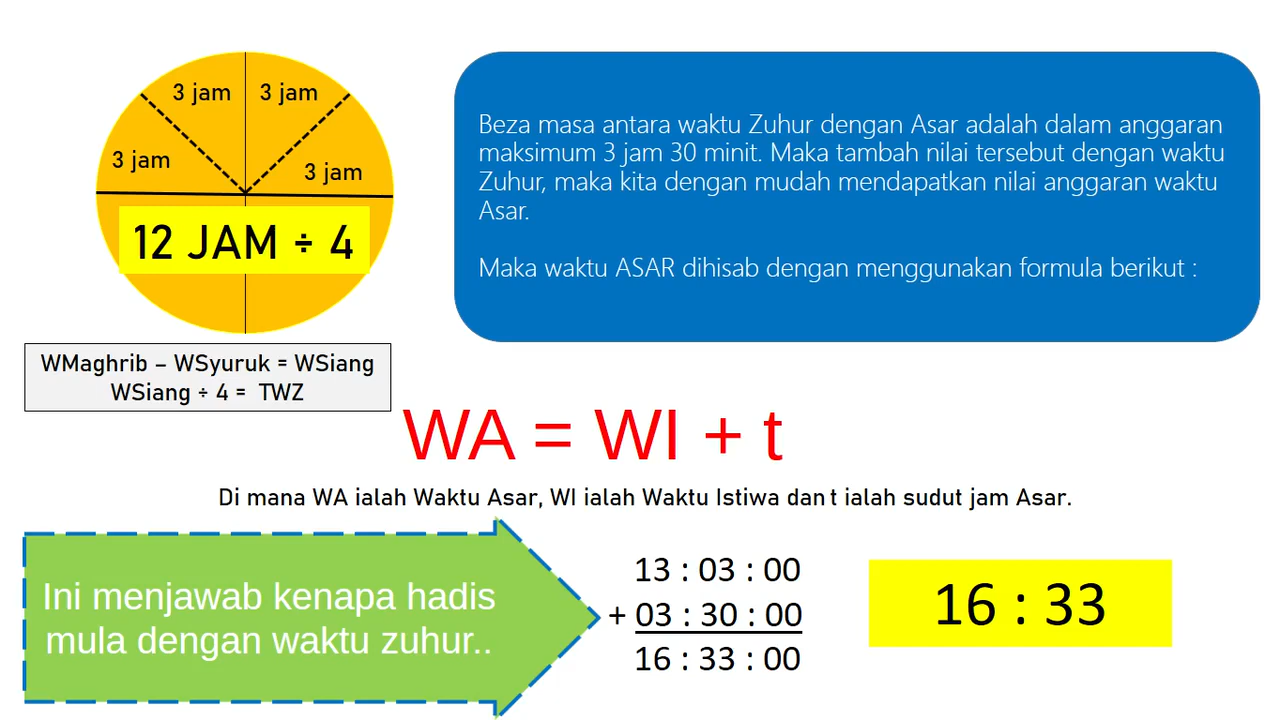 3 jam
3 jam
3 jam
3 jam
12 JAM ÷ 4
WMaghrib – WSyuruk = WSiang
WSiang ÷ 4 = TWZ
Beza masa antara waktu Zuhur dengan Asar adalah dalam anggaran
maksimum 3 jam 30 minit. Maka tambah nilai tersebut dengan waktu
Zuhur, maka kita dengan mudah mendapatkan nilai anggaran waktu
Asar.
Maka waktu ASAR dihisab dengan menggunakan formula berikut :
WA = WI + t
Di mana WA ialah Waktu Asar, WI ialah Waktu Istiwa dan t ialah sudut jam Asar.
Ini menjawab kenapa hadis
mula dengan waktu zuhur..
13 : 03 : 00
+ 03 : 30 : 00
16 : 33 : 00
16 : 33